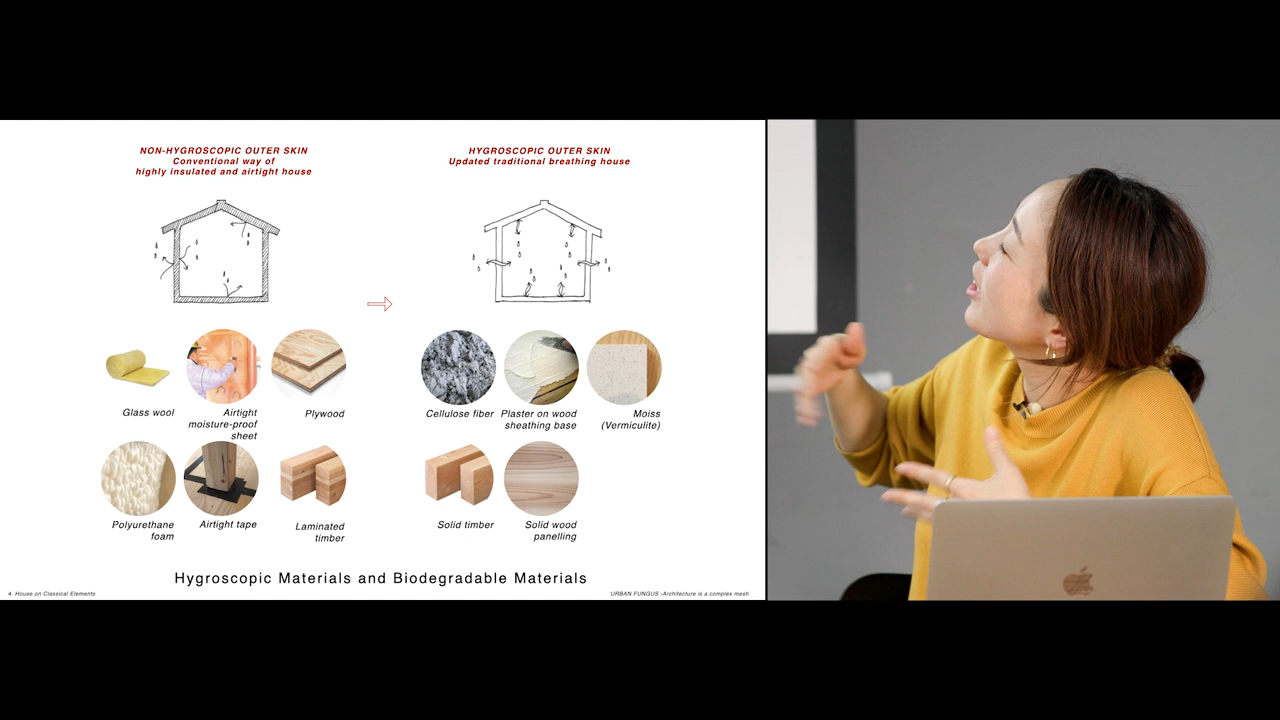 NON-HYGROSCOPIC OUTER SKIN
Conventional way of
highly insulated and airtight house
HYGROSCOPIC OUTER SKIN
Updated traditional breathing house
Glass wool
Airtight
moisture-proof
sheet
Plywood
Cellulose fiber
Plaster on wood
sheathing base
Moiss
(Vermiculite)
Polyurethane
foam
Airtight tape
Laminated
timber
Solid timber
Solid wood
panelling
Hygroscopic Materials and Biodegradable Materials
4. House on Classical Elements
URBAN FUNGUS -Architecture is a complex mesh